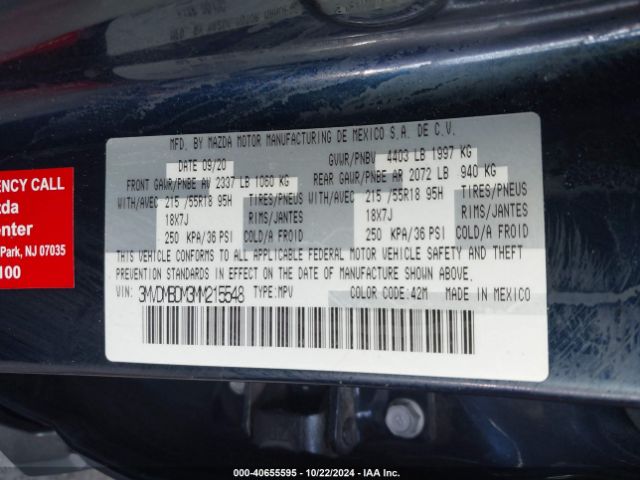 MFD. BY MAZDA MOTOR MANUFACTURING DE MEXICO S.A. DE C.V.
DATE 09/20 GVWR/PNBV 4403 LB 1997 KG
FRONT GAWR/PNBE AV 2337 LB 1060 KG REAR GAWR/PNBE AR 2072 LB 940 KG
WITH/AVEC 215 /55R18 95H TIRES/PNEUS WITH/AVEC 215 /55R18 95H TIRES/PNEUS
18X7J RIMS/JANTES 18X7J RIMS/JANTES
250 KPA/36 PSI COLD/A FROID 250 KPA/36 PSI COLD/A FROID
THIS VEHICLE CONFORMS TO ALL APPLICABLE FEDERAL MOTOR VEHICLE SAFETY AND THEFT
PREVENTION STANDARDS IN EFFECT ON THE DATE OF MANUFACTURE SHOWN ABOVE.
VIN: 3MVDMBDY3MM215548 TYPE:MPV COLOR CODE:42M MADE IN MEXICO
ENCY CALL
zda
enter
Park, NJ 07035
100
000-40655595 - 10/22/2024 - IAA Inc.